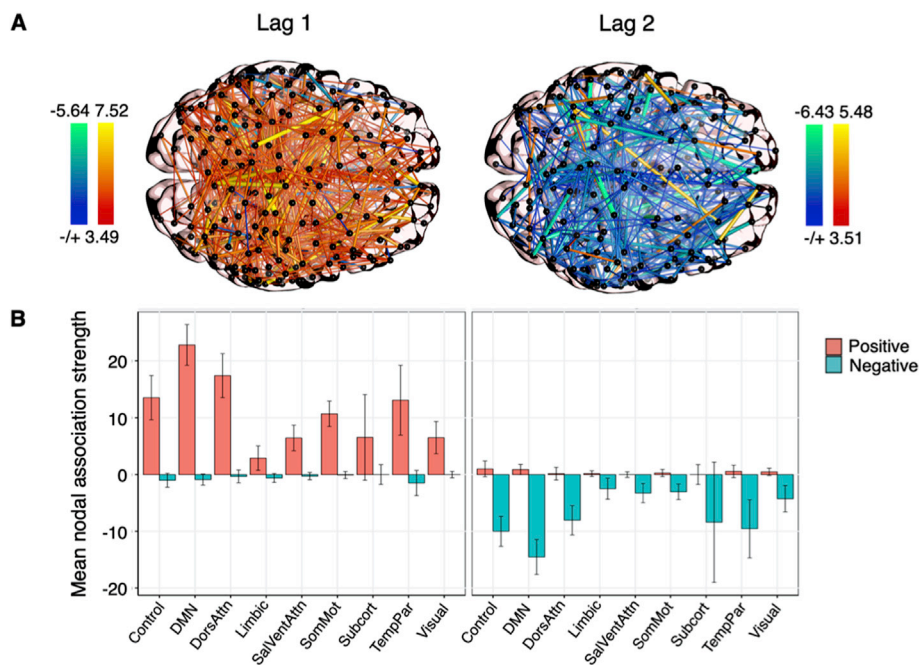 A
Lag 1
Lag 2
-5.64 7.52
-/+ 3.49
-6.43 5.48
-/+ 3.51
B
Mean nodal association strength
20
10
0
-10
-20
Control
DMN
DorsAttn
Limbic
SalVentAttn
SomMot
Subcort
TempPar
Visual
Control
DMN
DorsAttn
Limbic
SalVentAttn
SomMot
Subcort
TempPar
Visual
Positive
Negative